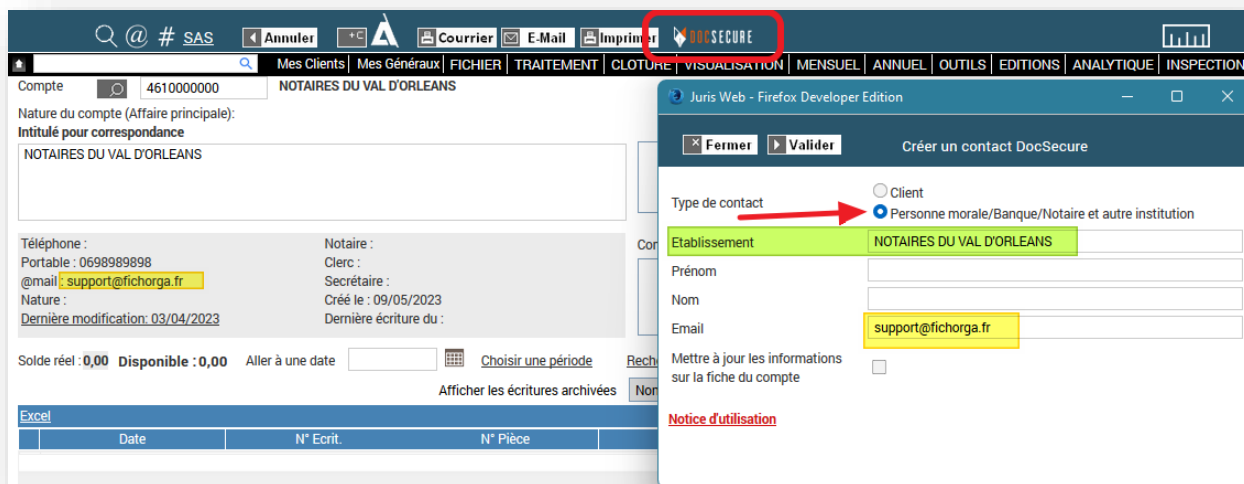 @ # SAS Annuler +C Courrier E-Mail Imprimer DOCSECURE
Mes Clients Mes Généraux FICHIER TRAITEMENT CLOTURE VISUALISATION MENSUEL ANNUEL OUTILS EDITIONS ANALYTIQUE INSPECTION
Compte 4610000000 NOTAIRES DU VAL D'ORLEANS
Nature du compte (Affaire principale):
Intitulé pour correspondance
NOTAIRES DU VAL D'ORLEANS
Téléphone : Notaire :
Portable : 0698989898 Clerc :
@mail : support@fichorga.fr Secrétaire :
Nature : Créé le : 09/05/2023
Dernière modification: 03/04/2023 Dernière écriture du :
Con
Solde réel : 0,00 Disponible : 0,00 Aller à une date Choisir une période Rech
Afficher les écritures archivées Non
Excel
Date N° Ecrit. N° Pièce
Juris Web - Firefox Developer Edition
Fermer Valider Créer un contact DocSecure
Type de contact
Client
Personne morale/Banque/Notaire et autre institution
Etablissement NOTAIRES DU VAL D'ORLEANS
Prénom
Nom
Email support@fichorga.fr
Mettre à jour les informations
sur la fiche du compte
Notice d'utilisation